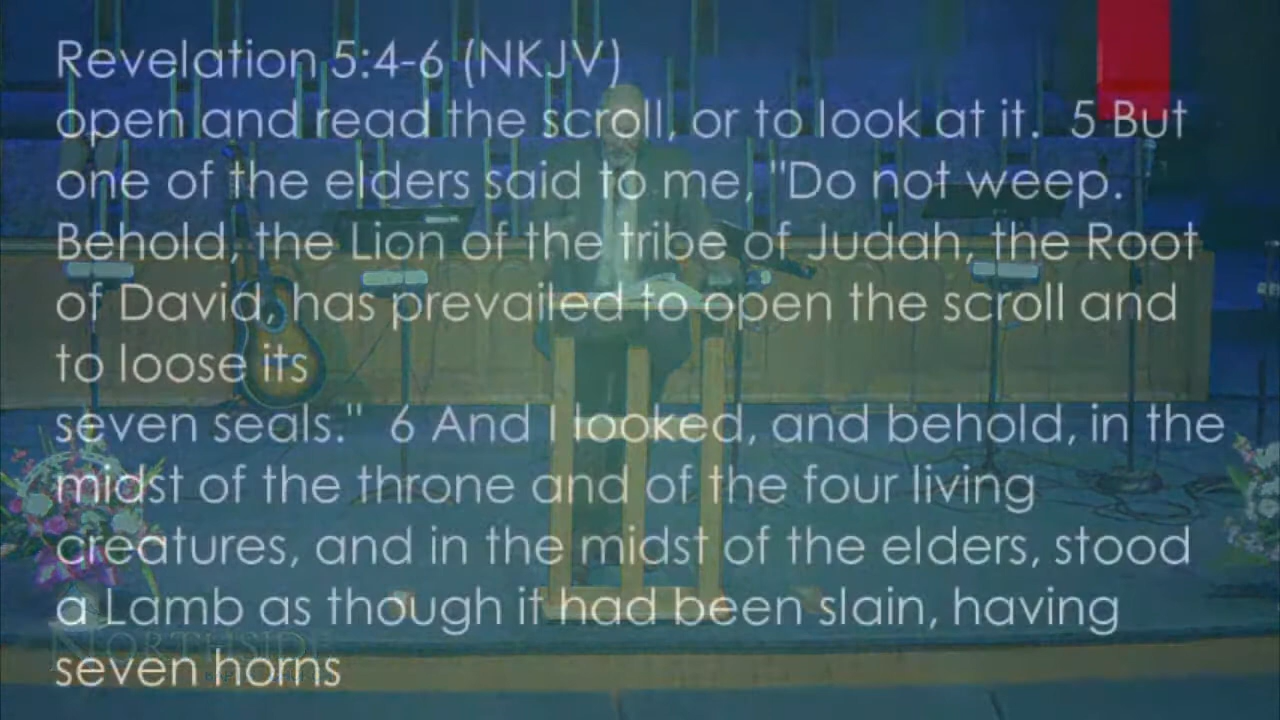 Revelation 5:4-6 (NKJV)
open and read the scroll, or to look at it. 5 But
one of the elders said to me, "Do not weep.
Behold, the Lion of the tribe of Judah, the Root
of David, has prevailed to open the scroll and
to loose its
seven seals." 6 And I looked, and behold, in the
midst of the throne and of the four living
creatures, and in the midst of the elders, stood
a Lamb as though it had been slain, having
seven horns
NORTHSIDE